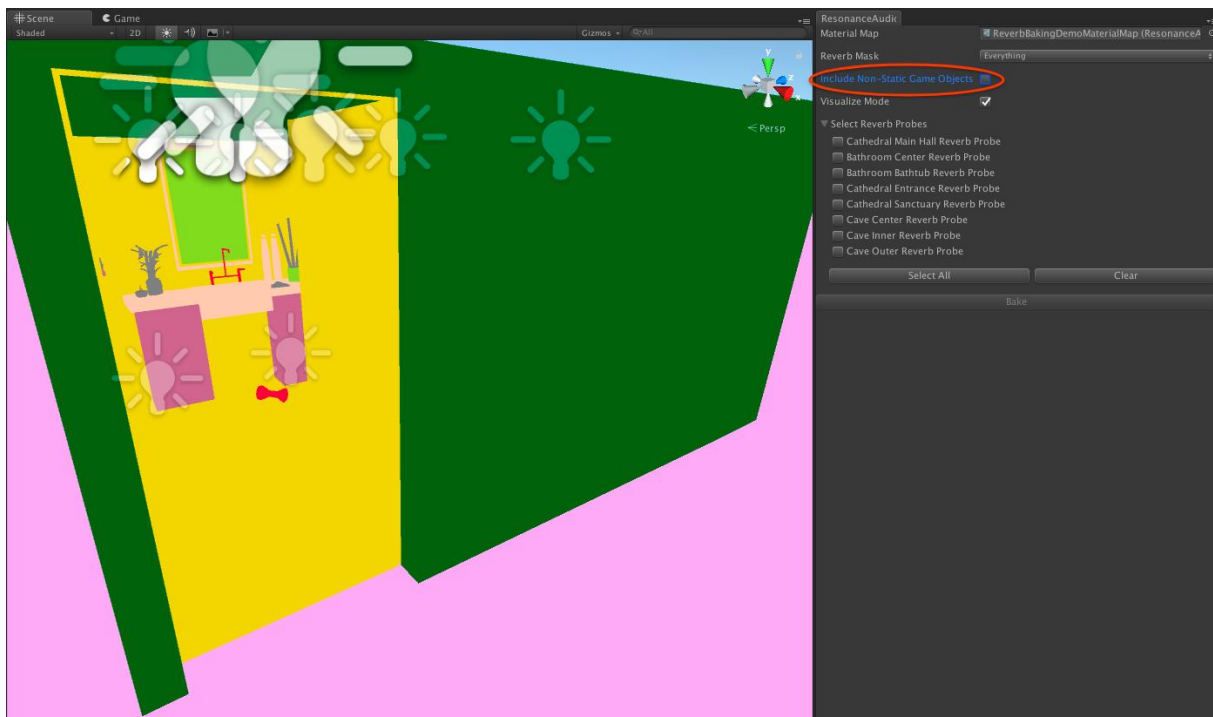 Scene Game
Shaded 2D Gizmos All
y
z
x
Persp
ResonanceAudi
Material Map ReverbBakingDemoMaterialMap (ResonanceA
Reverb Mask Everything
Include Non-Static Game Objects
Visualize Mode
Select Reverb Probes
Cathedral Main Hall Reverb Probe
Bathroom Center Reverb Probe
Bathroom Bathtub Reverb Probe
Cathedral Entrance Reverb Probe
Cathedral Sanctuary Reverb Probe
Cave Center Reverb Probe
Cave Inner Reverb Probe
Cave Outer Reverb Probe
Select All Clear
Bake